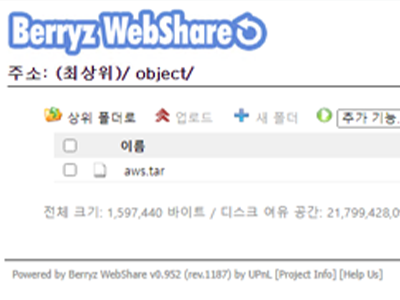 Berryz WebShare
주소: (최상위)/ object/
상위 폴더로 업로드 새 폴더 추가 기능
이름
aws.tar
전체 크기: 1,597,440 바이트 / 디스크 여유 공간: 21,799,428,0
Powered by Berryz WebShare v0.952 (rev.1187) by UPnL [Project Info] [Help Us]